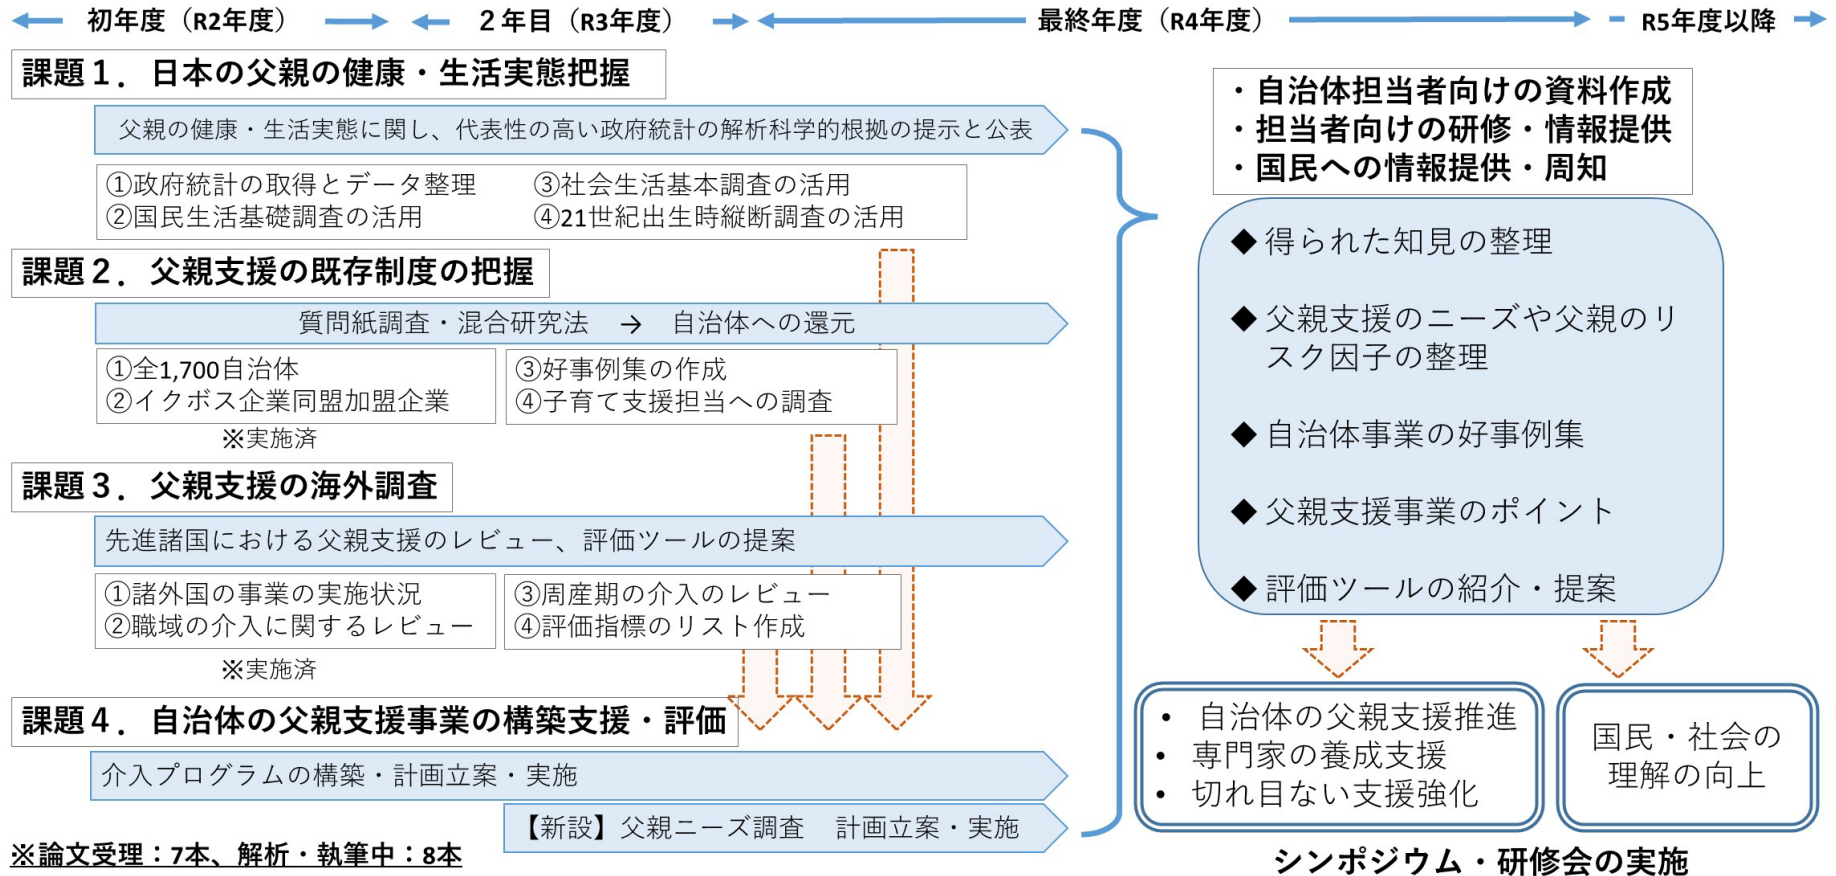 初年度（R2年度）
２年目（R3年度）
最終年度（R4年度）
R5年度以降
課題１．日本の父親の健康・生活実態把握
父親の健康・生活実態に関し、代表性の高い政府統計の解析科学的根拠の提示と公表
①政府統計の取得とデータ整理
②国民生活基礎調査の活用
③社会生活基本調査の活用
④21世紀出生時縦断調査の活用
課題２．父親支援の既存制度の把握
質問紙調査・混合研究法　→　自治体への還元
①全1,700自治体
②イクボス企業同盟加盟企業
③好事例集の作成
④子育て支援担当への調査
※実施済
課題３．父親支援の海外調査
先進諸国における父親支援のレビュー、評価ツールの提案
①諸外国の事業の実施状況
②職域の介入に関するレビュー
③周産期の介入のレビュー
④評価指標のリスト作成
※実施済
課題４．自治体の父親支援事業の構築支援・評価
介入プログラムの構築・計画立案・実施
【新設】父親ニーズ調査　計画立案・実施
※論文受理：7本、解析・執筆中：8本
・自治体担当者向けの資料作成
・担当者向けの研修・情報提供
・国民への情報提供・周知
◆ 得られた知見の整理
◆ 父親支援のニーズや父親のリ
スク因子の整理
◆ 自治体事業の好事例集
◆ 父親支援事業のポイント
◆ 評価ツールの紹介・提案
• 自治体の父親支援推進
• 専門家の養成支援
• 切れ目ない支援強化
国民・社会の
理解の向上
シンポジウム・研修会の実施